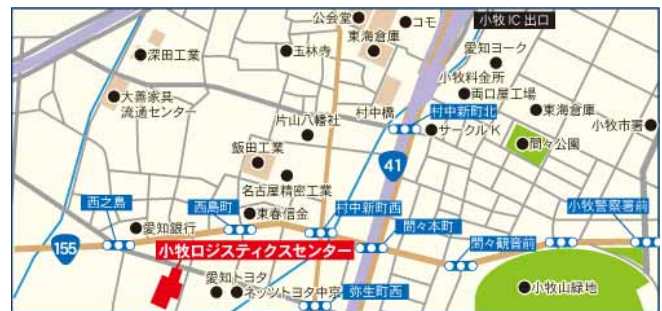 公会堂
コモ
小牧IC出口
深田工業
玉林寺
東海倉庫
愛知ヨーク
小牧料金所
両口屋工場
大善家具
流通センター
村中橋
村中新町北
東海倉庫
片山八幡社
サークルK
小牧市署
間々公園
飯田工業
41
名古屋精密工業
西之島
西島町
東春信金
村中新町西
間々本町
小牧警察署前
愛知銀行
155
小牧ロジスティクスセンター
間々観音前
愛知トヨタ
ネッツトヨタ中京
弥生町西
小牧山緑地